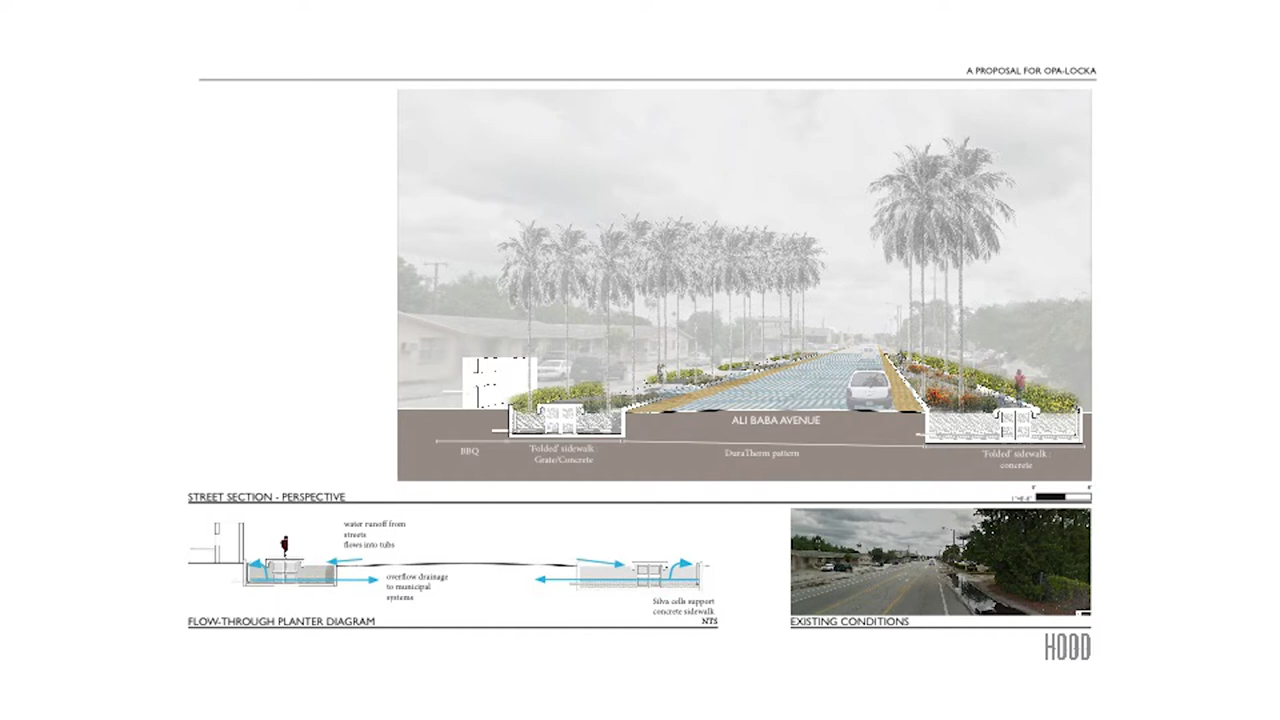 A PROPOSAL FOR OPA-LOCKA
ALI BABA AVENUE
BBQ
'Folded' sidewalk :
Grate/Concrete
DuraTherm pattern
'Folded' sidewalk :
concrete
STREET SECTION - PERSPECTIVE
water runoff from
streets
flows into tubs
overflow drainage
to municipal
systems
Silva cells support
concrete sidewalk
NTS
FLOW-THROUGH PLANTER DIAGRAM
EXISTING CONDITIONS
HOOD